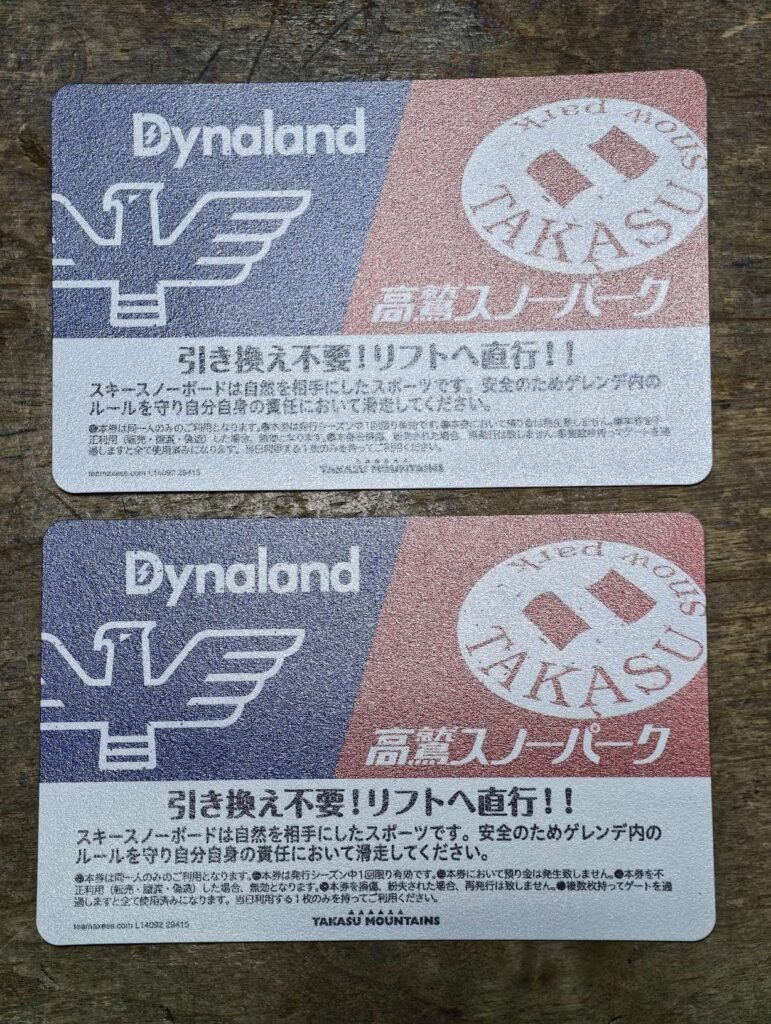 Dynaland
snow park
TAKASU
高鷲スノーパーク
引き換え不要！リフトへ直行！！
スキースノーボードは自然を相手にしたスポーツです。安全のためゲレンデ内の
ルールを守り自分自身の責任において滑走してください。
❶本券は同一人のみのご利用となります。❷本券は発行シーズン中1回限り有効です。❸本券において預り金は発生致しません。❹本券を不
正利用（転売・譲渡・偽造）した場合、無効となります。❺本券を損傷、紛失された場合、再発行は致しません。❻複数枚持ってゲートを通
過しますと全て使用済みになります。当日利用する1枚のみを持ってご利用ください。
teamaxess.com L14092 29415
TAKASU MOUNTAINS
Dynaland
snow park
TAKASU
高鷲スノーパーク
引き換え不要！リフトへ直行！！
スキースノーボードは自然を相手にしたスポーツです。安全のためゲレンデ内の
ルールを守り自分自身の責任において滑走してください。
●本券は同一人のみのご利用となります。●本券は発行シーズン中1回限り有効です。●本券において預り金は発生致しません。●本券を不
正利用（転売・譲渡・偽造）した場合、無効となります。●本券を損傷、紛失された場合、再発行は致しません。●複数枚持ってゲートを通
過しますと全て使用済みになります。当日利用する1枚のみを持ってご利用ください。
teamaxess.com L14092 29415
TAKASU MOUNTAINS